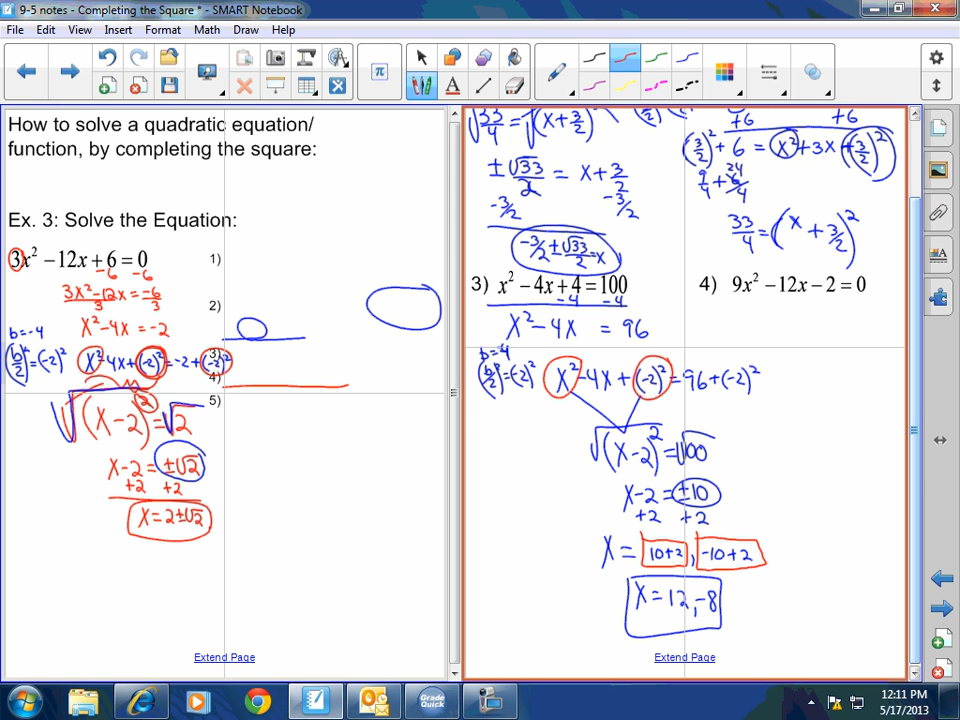 9-5 notes - Completing the Square * - SMART Notebook
File Edit View Insert Format Tools Math Draw Help
How to solve a quadratic equation/
function, by completing the square:
Ex. 3: Solve the Equation:
3x² − 12x + 6 = 0
−6 −6
3x²−12x = −6
3 3
x²−4x = −2
b=−4
(b/2)² = (−2)² x²−4x+(−2)² = −2+(−2)²
√(x−2)² = √2
x−2 = ±√2
+2 +2
x = 2±√2
1)
2)
3)
4)
5)
Extend Page
√33/4 = √(x+3/2)
±√33/2 = x+3/2
−3/2 −3/2
−3/2 ± √33/2 = x
+6 +6
(3/2)² + 6 = x²+3x+(3/2)²
9/4 + 24/4
33/4 = (x+3/2)²
3) x² − 4x + 4 = 100
−4 −4
x²−4x = 96
b=−4
(b/2)² = (−2)² x²−4x+(−2)² = 96+(−2)²
√(x−2)² = √100
x−2 = ±10
+2 +2
x = 10+2, −10+2
x = 12, −8
4) 9x² − 12x − 2 = 0
Extend Page
Grade
Quick
12:11 PM
5/17/2013